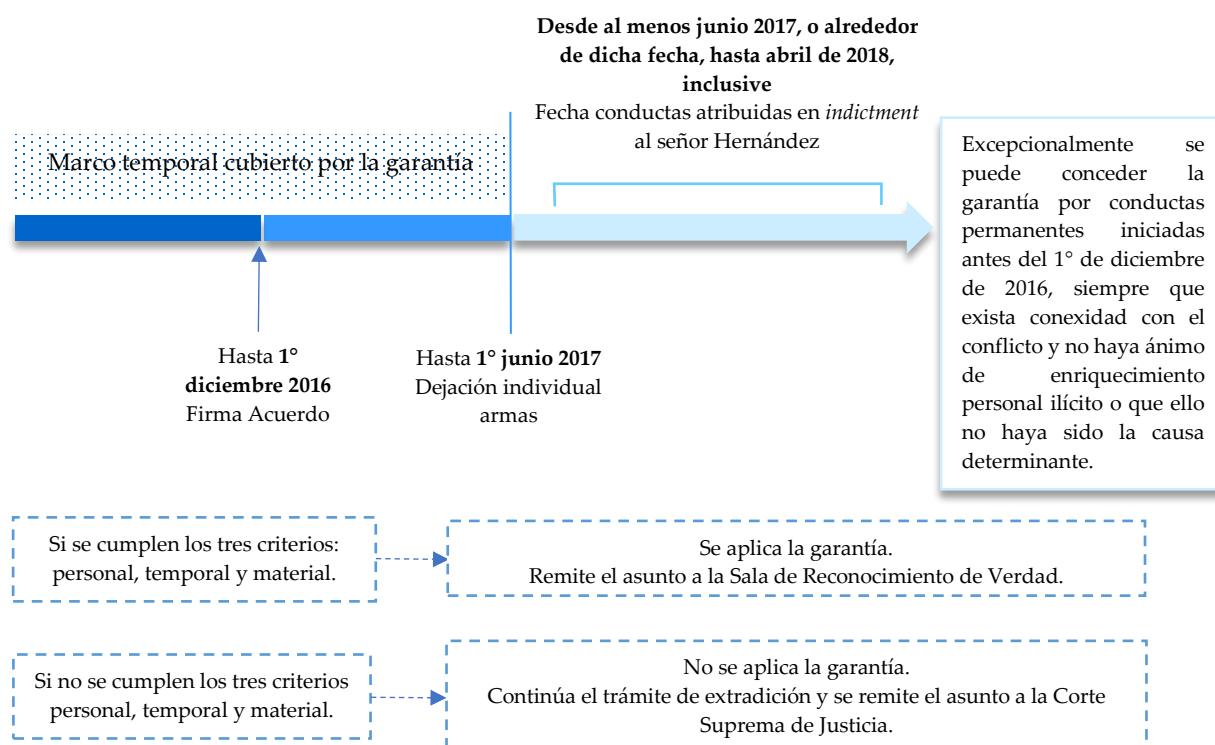 Desde al menos junio 2017, o alrededor
de dicha fecha, hasta abril de 2018,
inclusive
Fecha conductas atribuidas en indictment
al señor Hernández
Marco temporal cubierto por la garantía
Excepcionalmente se
puede conceder la
garantía por conductas
permanentes iniciadas
antes del 1° de diciembre
de 2016, siempre que
exista conexidad con el
conflicto y no haya ánimo
de enriquecimiento
personal ilícito o que ello
no haya sido la causa
determinante.
Hasta 1°
diciembre 2016
Firma Acuerdo
Hasta 1° junio 2017
Dejación individual
armas
Si se cumplen los tres criterios:
personal, temporal y material.
Se aplica la garantía.
Remite el asunto a la Sala de Reconocimiento de Verdad.
Si no se cumplen los tres criterios
personal, temporal y material.
No se aplica la garantía.
Continúa el trámite de extradición y se remite el asunto a la Corte
Suprema de Justicia.